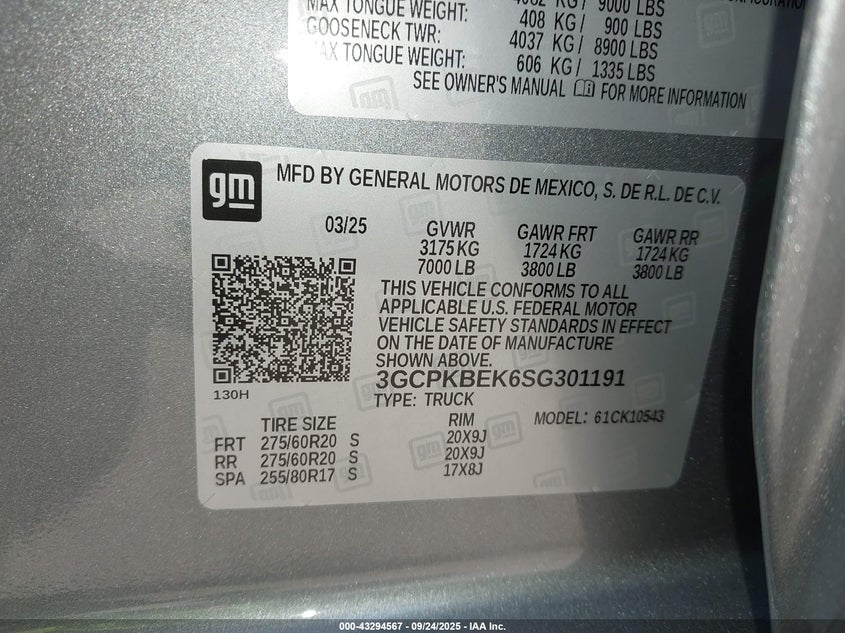 MAX TONGUE WEIGHT: 4082 KG/ 9000 LBS
408 KG/ 900 LBS
GOOSENECK TWR: 4037 KG/ 8900 LBS
MAX TONGUE WEIGHT: 606 KG/ 1335 LBS
SEE OWNER'S MANUAL FOR MORE INFORMATION
gm
MFD BY GENERAL MOTORS DE MEXICO, S. DE R.L. DE C.V.
03/25 GVWR GAWR FRT GAWR RR
3175 KG 1724 KG 1724 KG
7000 LB 3800 LB 3800 LB
THIS VEHICLE CONFORMS TO ALL
APPLICABLE U.S. FEDERAL MOTOR
VEHICLE SAFETY STANDARDS IN EFFECT
ON THE DATE OF MANUFACTURE
SHOWN ABOVE.
3GCPKBEK6SG301191
130H
TYPE: TRUCK
TIRE SIZE RIM MODEL: 61CK10543
FRT 275/60R20 S 20X9J
RR 275/60R20 S 20X9J
SPA 255/80R17 S 17X8J
000-43294567 - 09/24/2025 - IAA Inc.